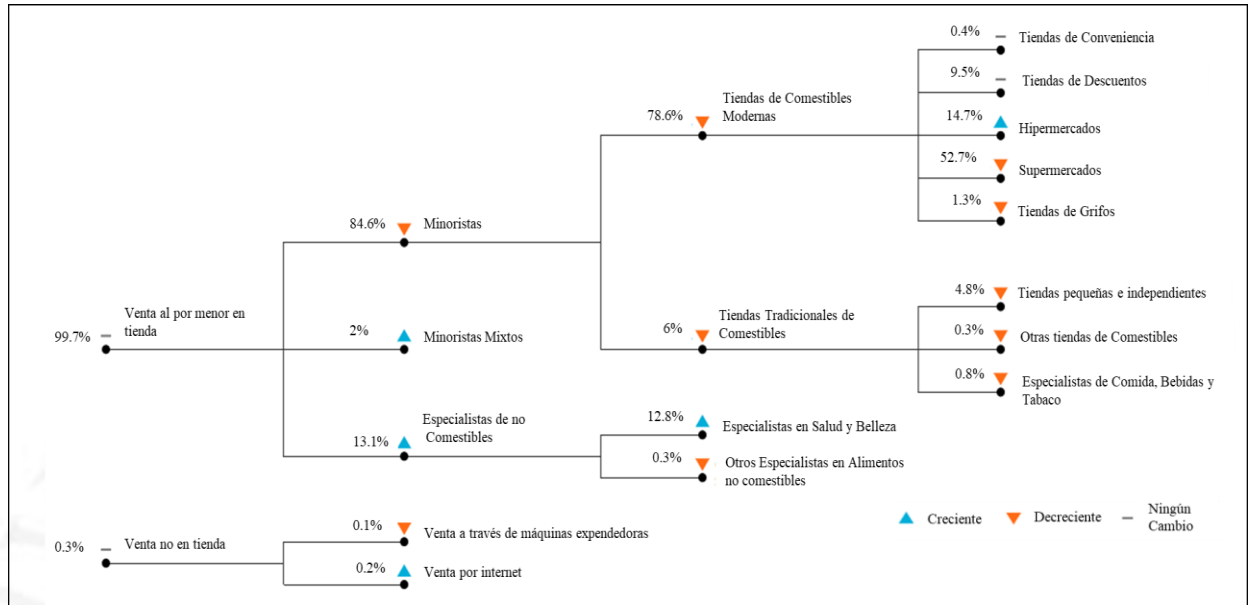 0.4%
Tiendas de Conveniencia
9.5%
Tiendas de Descuentos
78.6%
Tiendas de Comestibles
Modernas
14.7%
Hipermercados
52.7%
Supermercados
1.3%
Tiendas de Grifos
84.6%
Minoristas
4.8%
Tiendas pequeñas e independientes
99.7%
Venta al por menor en
tienda
2%
Minoristas Mixtos
6%
Tiendas Tradicionales de
Comestibles
0.3%
Otras tiendas de Comestibles
0.8%
Especialistas de Comida, Bebidas y
Tabaco
13.1%
Especialistas de no
Comestibles
12.8%
Especialistas en Salud y Belleza
0.3%
Otros Especialistas en Alimentos
no comestibles
0.3%
Venta no en tienda
0.1%
Venta a través de máquinas expendedoras
0.2%
Venta por internet
Creciente
Decreciente
Ningún
Cambio